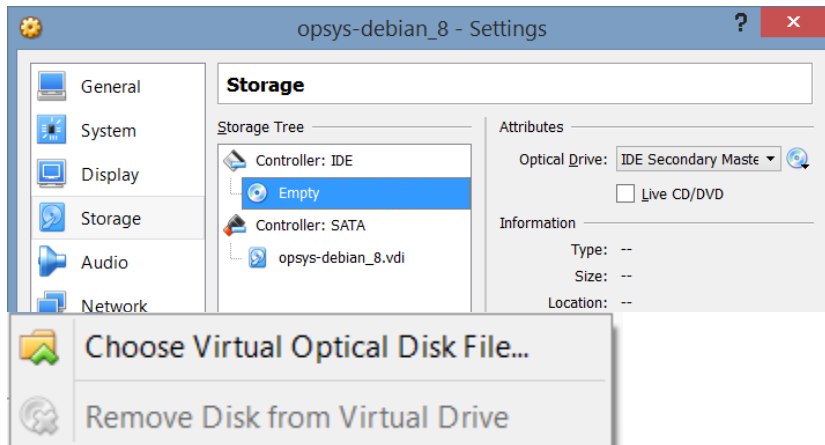 opsys-debian_8 - Settings
?
×
General
System
Display
Storage
Audio
Network
Storage
Storage Tree
Controller: IDE
Empty
Controller: SATA
opsys-debian_8.vdi
Attributes
Optical Drive: IDE Secondary Maste
Live CD/DVD
Information
Type: --
Size: --
Location: --
Choose Virtual Optical Disk File...
Remove Disk from Virtual Drive